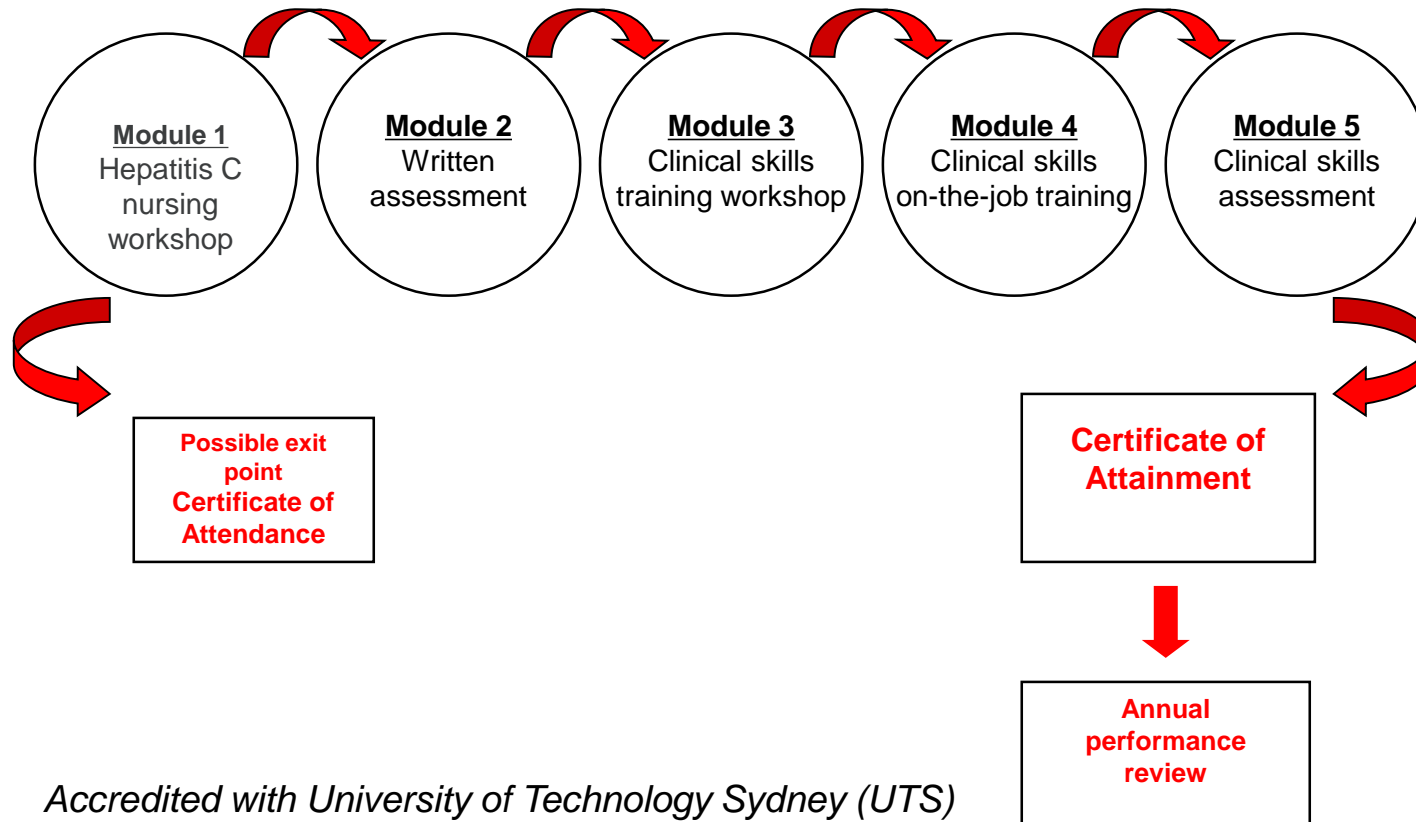 Module 1
Hepatitis C
nursing
workshop
Module 2
Written
assessment
Module 3
Clinical skills
training workshop
Module 4
Clinical skills
on-the-job training
Module 5
Clinical skills
assessment
Possible exit
point
Certificate of
Attendance
Certificate of
Attainment
Annual
performance
review
Accredited with University of Technology Sydney (UTS)